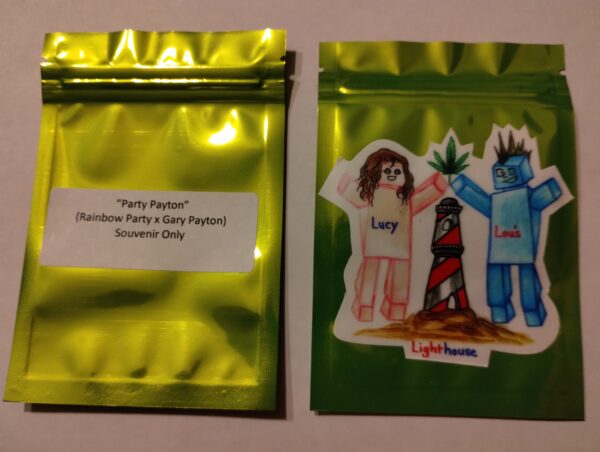 "Party Payton"
(Rainbow Party x Gary Payton)
Souvenir Only
Lucy
Louis
Lighthouse